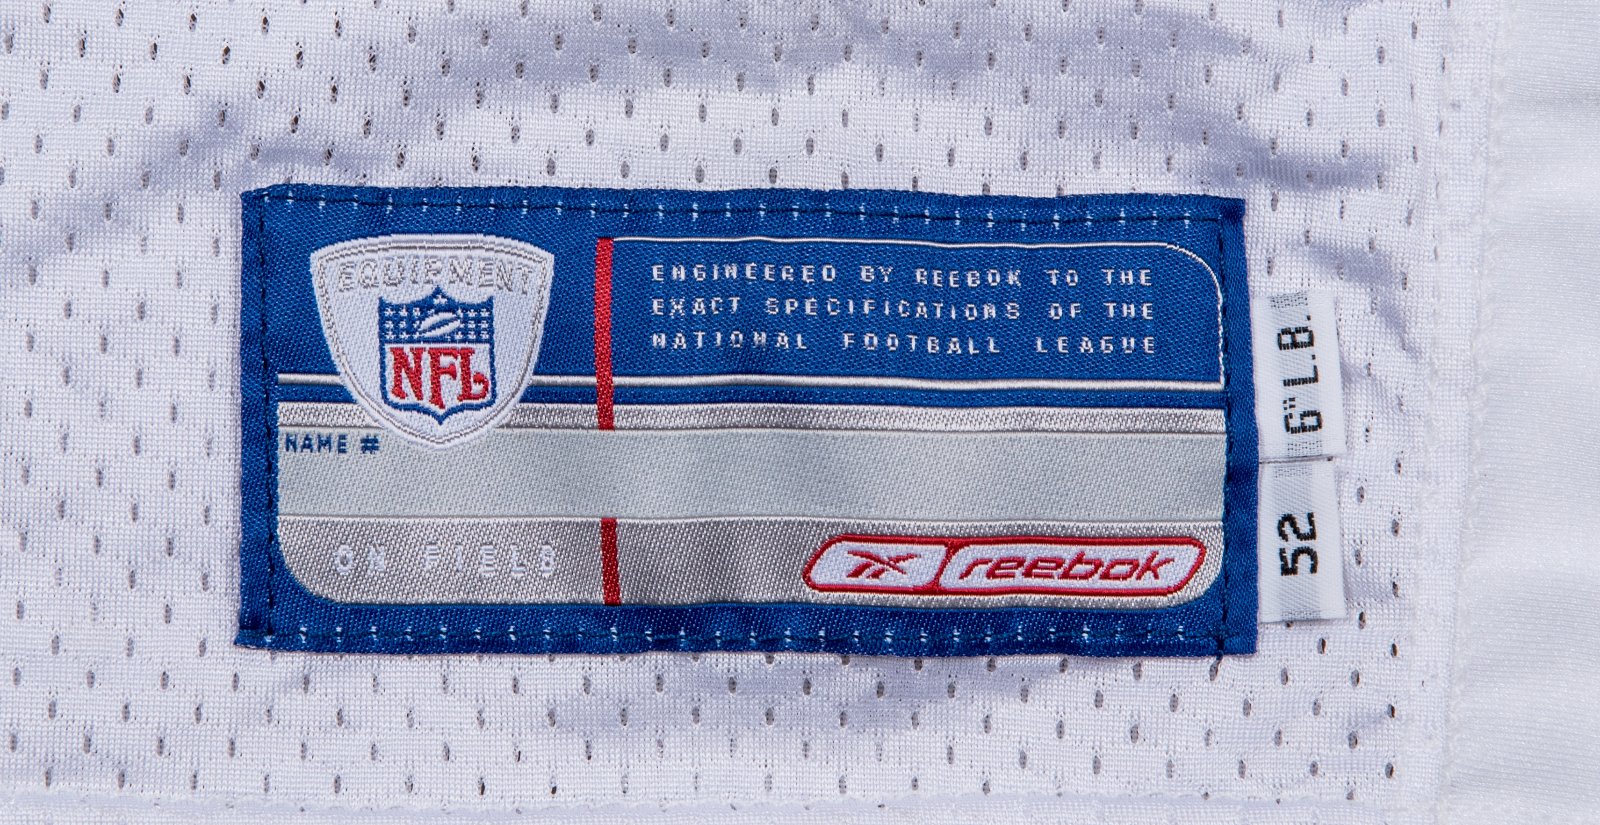 EQUIPMENT
NFL
ENGINEERED BY REEBOK TO THE
EXACT SPECIFICATIONS OF THE
NATIONAL FOOTBALL LEAGUE
NAME #
ON FIELD
reebok
6" LB.
52